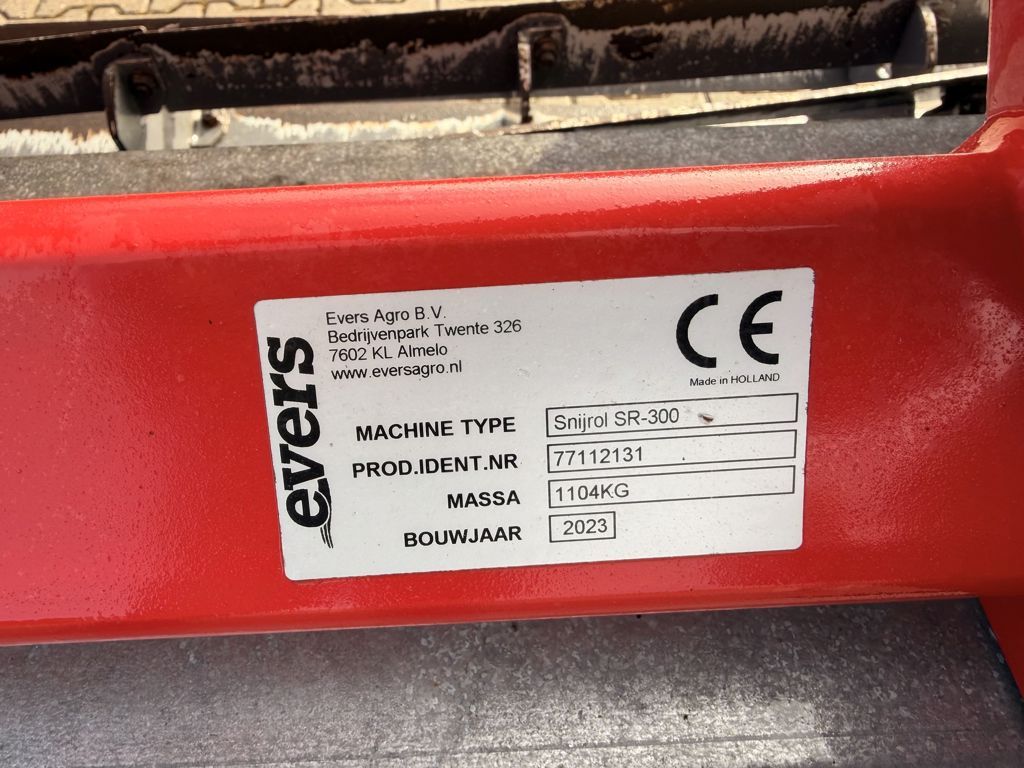 evers
Evers Agro B.V.
Bedrijvenpark Twente 326
7602 KL Almelo
www.eversagro.nl
CE
Made in HOLLAND
MACHINE TYPE Snijrol SR-300
PROD.IDENT.NR 77112131
MASSA 1104KG
BOUWJAAR 2023